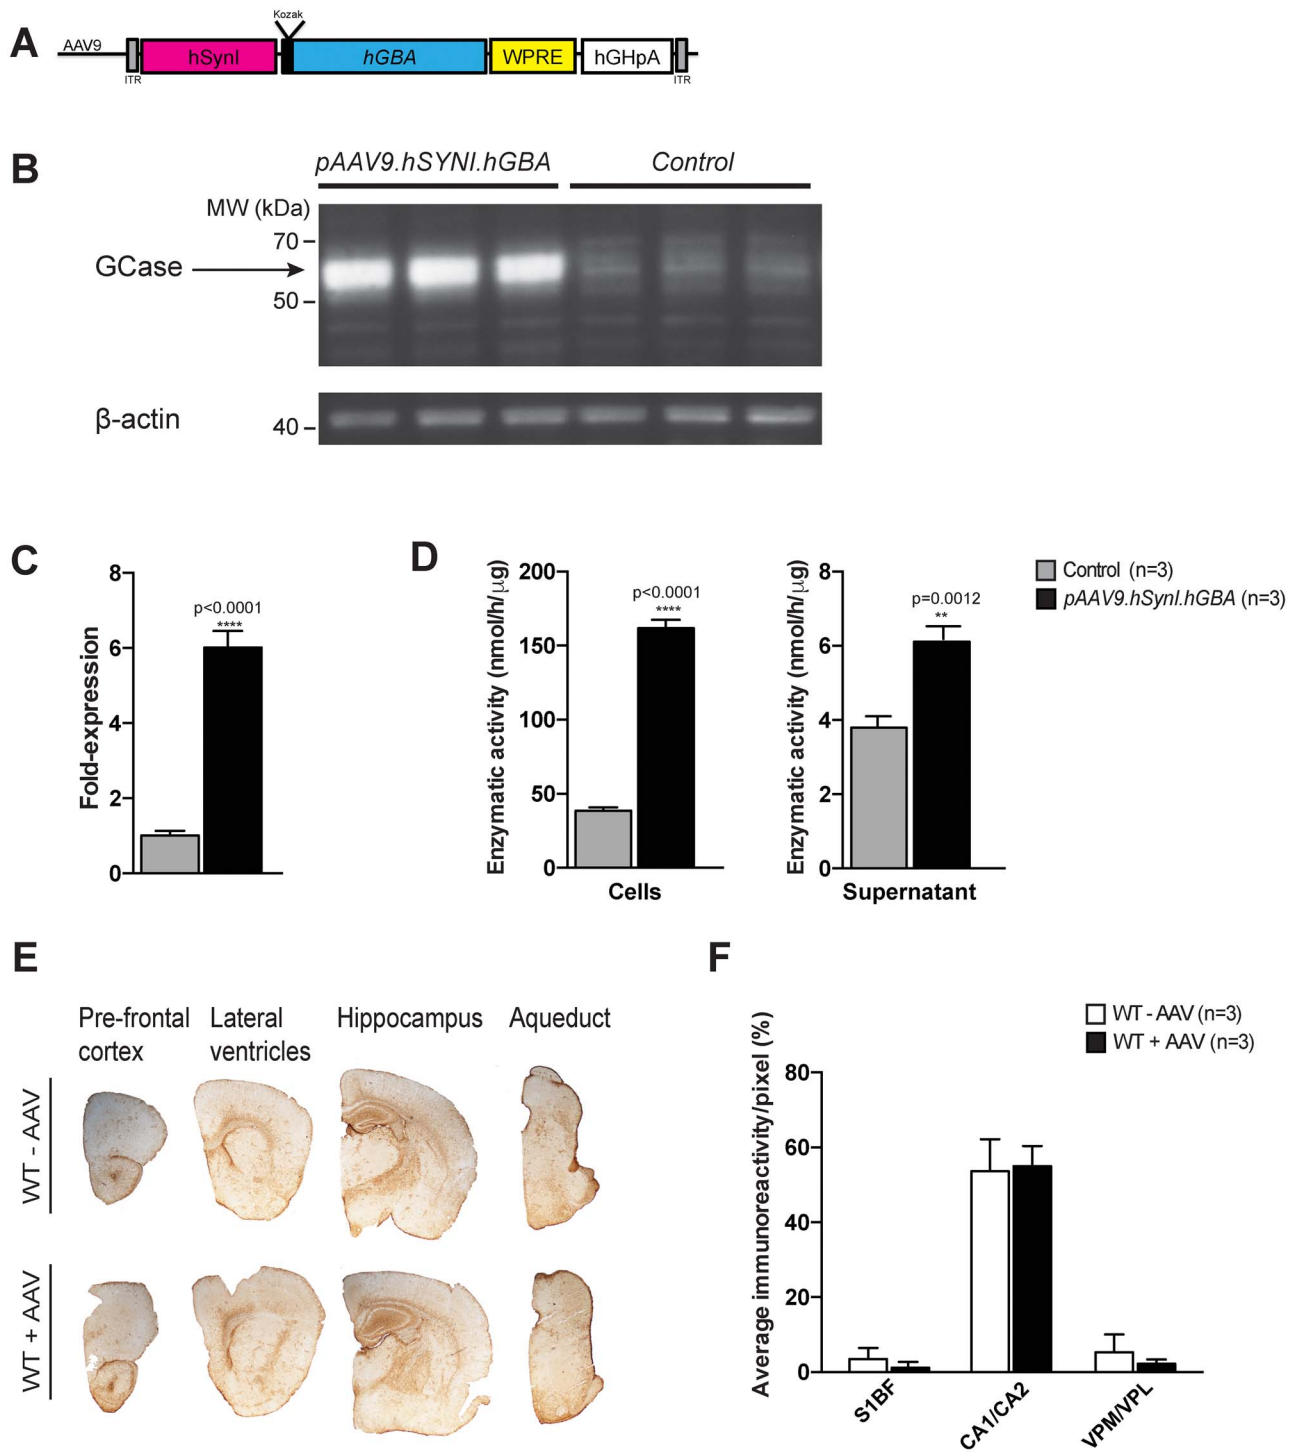 A
Kozak
AAV9
hSynI
hGBA
WPRE
hGHpA
ITR
ITR
B
pAAV9.hSYNI.hGBA
Control
MW (kDa)
70
GCase
50
β-actin
40
C
Fold-expression
8
6
4
2
0
p<0.0001
****
D
Enzymatic activity (nmol/h/μg)
200
150
100
50
0
p<0.0001
****
Cells
Enzymatic activity (nmol/h/μg)
8
6
4
2
0
p=0.0012
**
Supernatant
Control (n=3)
pAAV9.hSynI.hGBA (n=3)
E
Pre-frontal
cortex
Lateral
ventricles
Hippocampus
Aqueduct
WT - AAV
WT + AAV
F
WT - AAV (n=3)
WT + AAV (n=3)
Average immunoreactivity/pixel (%)
80
60
40
20
0
S1BF
CA1/CA2
VPM/VPL